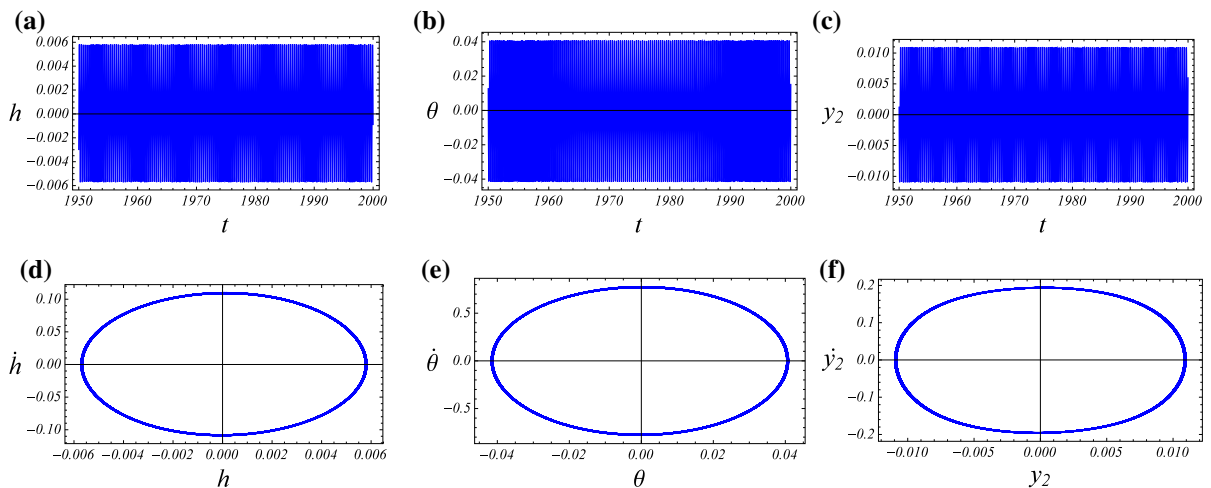 (a)
0.006
0.004
0.002
h 0.000
−0.002
−0.004
−0.006
1950 1960 1970 1980 1990 2000
t
(b)
0.04
0.02
θ 0.00
−0.02
−0.04
1950 1960 1970 1980 1990 2000
t
(c)
0.010
0.005
y2 0.000
−0.005
−0.010
1950 1960 1970 1980 1990 2000
t
(d)
0.10
0.05
ḣ 0.00
−0.05
−0.10
−0.006 −0.004 −0.002 0.000 0.002 0.004 0.006
h
(e)
0.5
θ̇ 0.0
−0.5
−0.04 −0.02 0.00 0.02 0.04
θ
(f)
0.2
0.1
ẏ2 0.0
−0.1
−0.2
−0.010 −0.005 0.000 0.005 0.010
y2